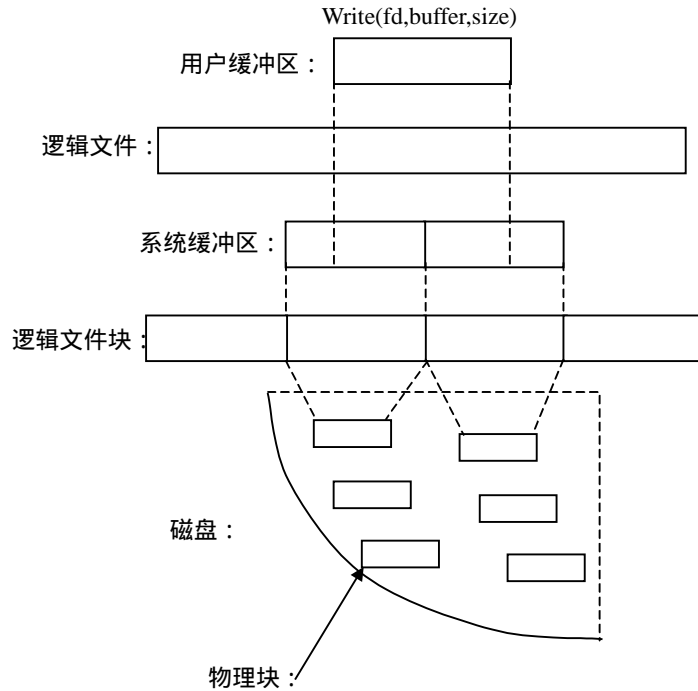 Write(fd,buffer,size)
用户缓冲区：
逻辑文件：
系统缓冲区：
逻辑文件块：
磁盘：
物理块：